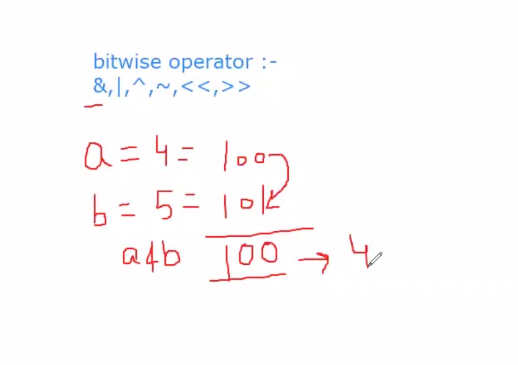 bitwise operator :-
&,|,^,~,<<,>>
a = 4 = 100
b = 5 = 101
a&b 100 → 4